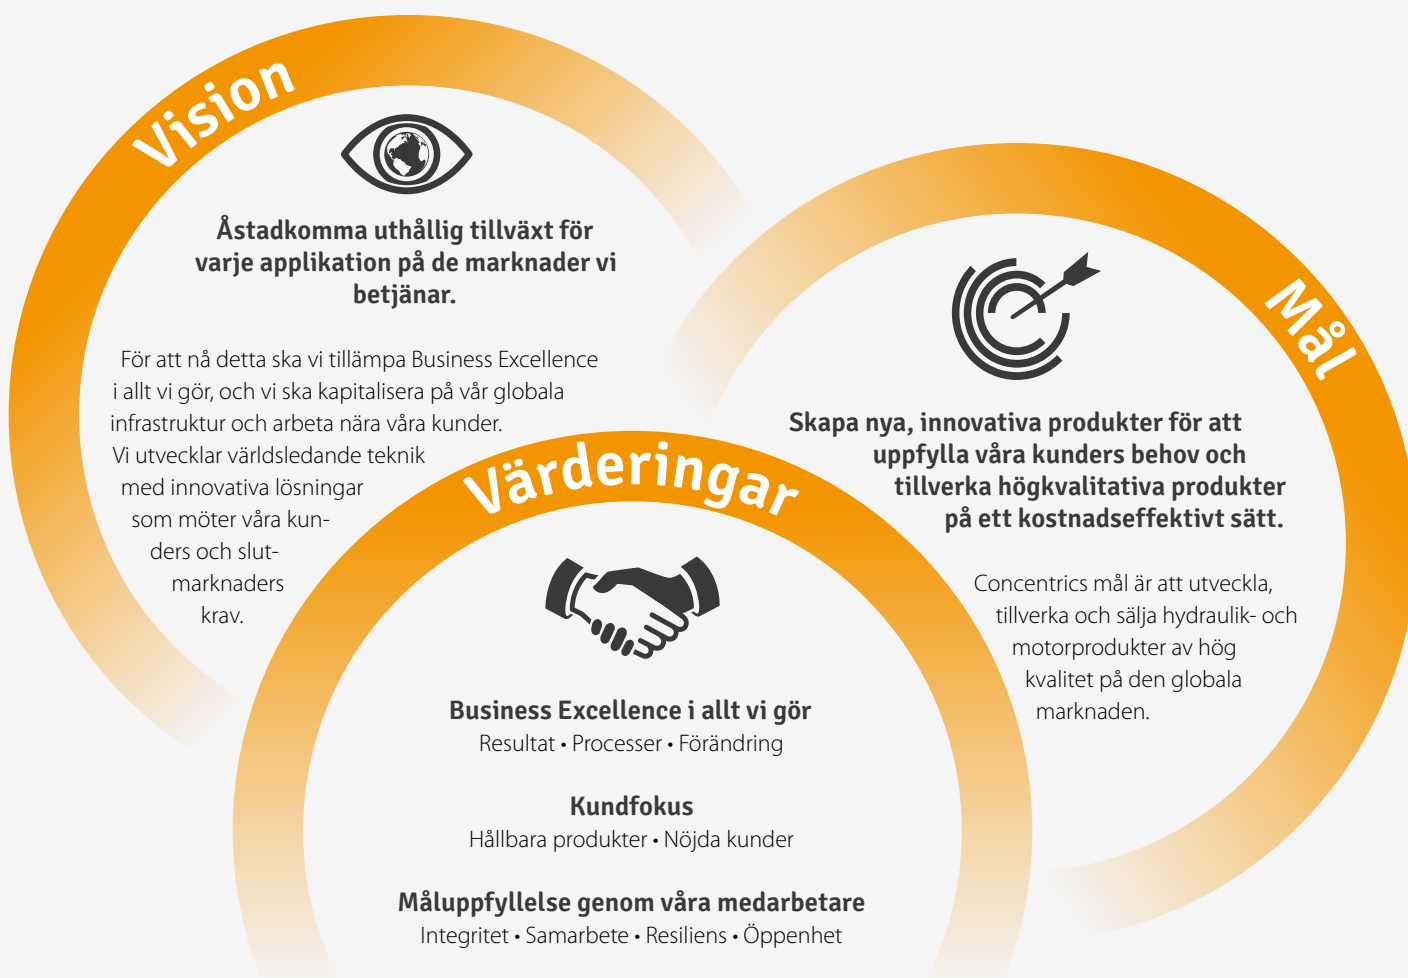 Vision
Åstadkomma uthållig tillväxt för
varje applikation på de marknader vi
betjänar.
För att nå detta ska vi tillämpa Business Excellence
i allt vi gör, och vi ska kapitalisera på vår globala
infrastruktur och arbeta nära våra kunder.
Vi utvecklar världsledande teknik
med innovativa lösningar
som möter våra kun-
ders och slut-
marknaders
krav.
Mål
Skapa nya, innovativa produkter för att
uppfylla våra kunders behov och
tillverka högkvalitativa produkter
på ett kostnadseffektivt sätt.
Concentrics mål är att utveckla,
tillverka och sälja hydraulik- och
motorprodukter av hög
kvalitet på den globala
marknaden.
Värderingar
Business Excellence i allt vi gör
Resultat • Processer • Förändring
Kundfokus
Hållbara produkter • Nöjda kunder
Måluppfyllelse genom våra medarbetare
Integritet • Samarbete • Resiliens • Öppenhet